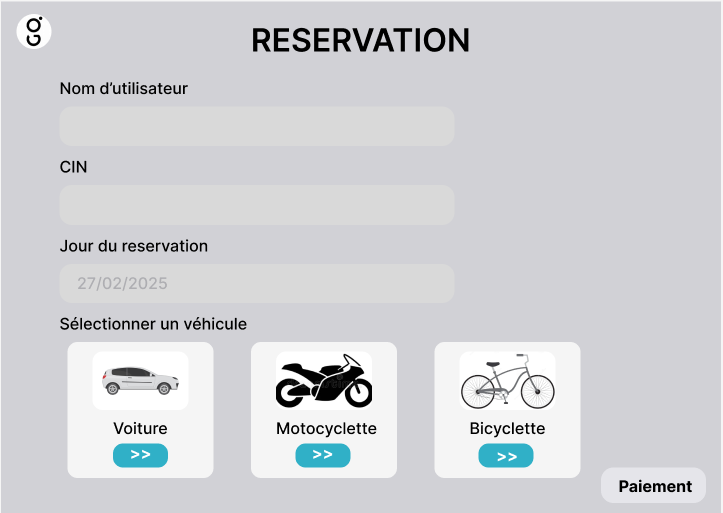 RESERVATION
Nom d’utilisateur
CIN
Jour du reservation
27/02/2025
Sélectionner un véhicule
Voiture
Motocyclette
Bicyclette
>>
>>
>>
Paiement